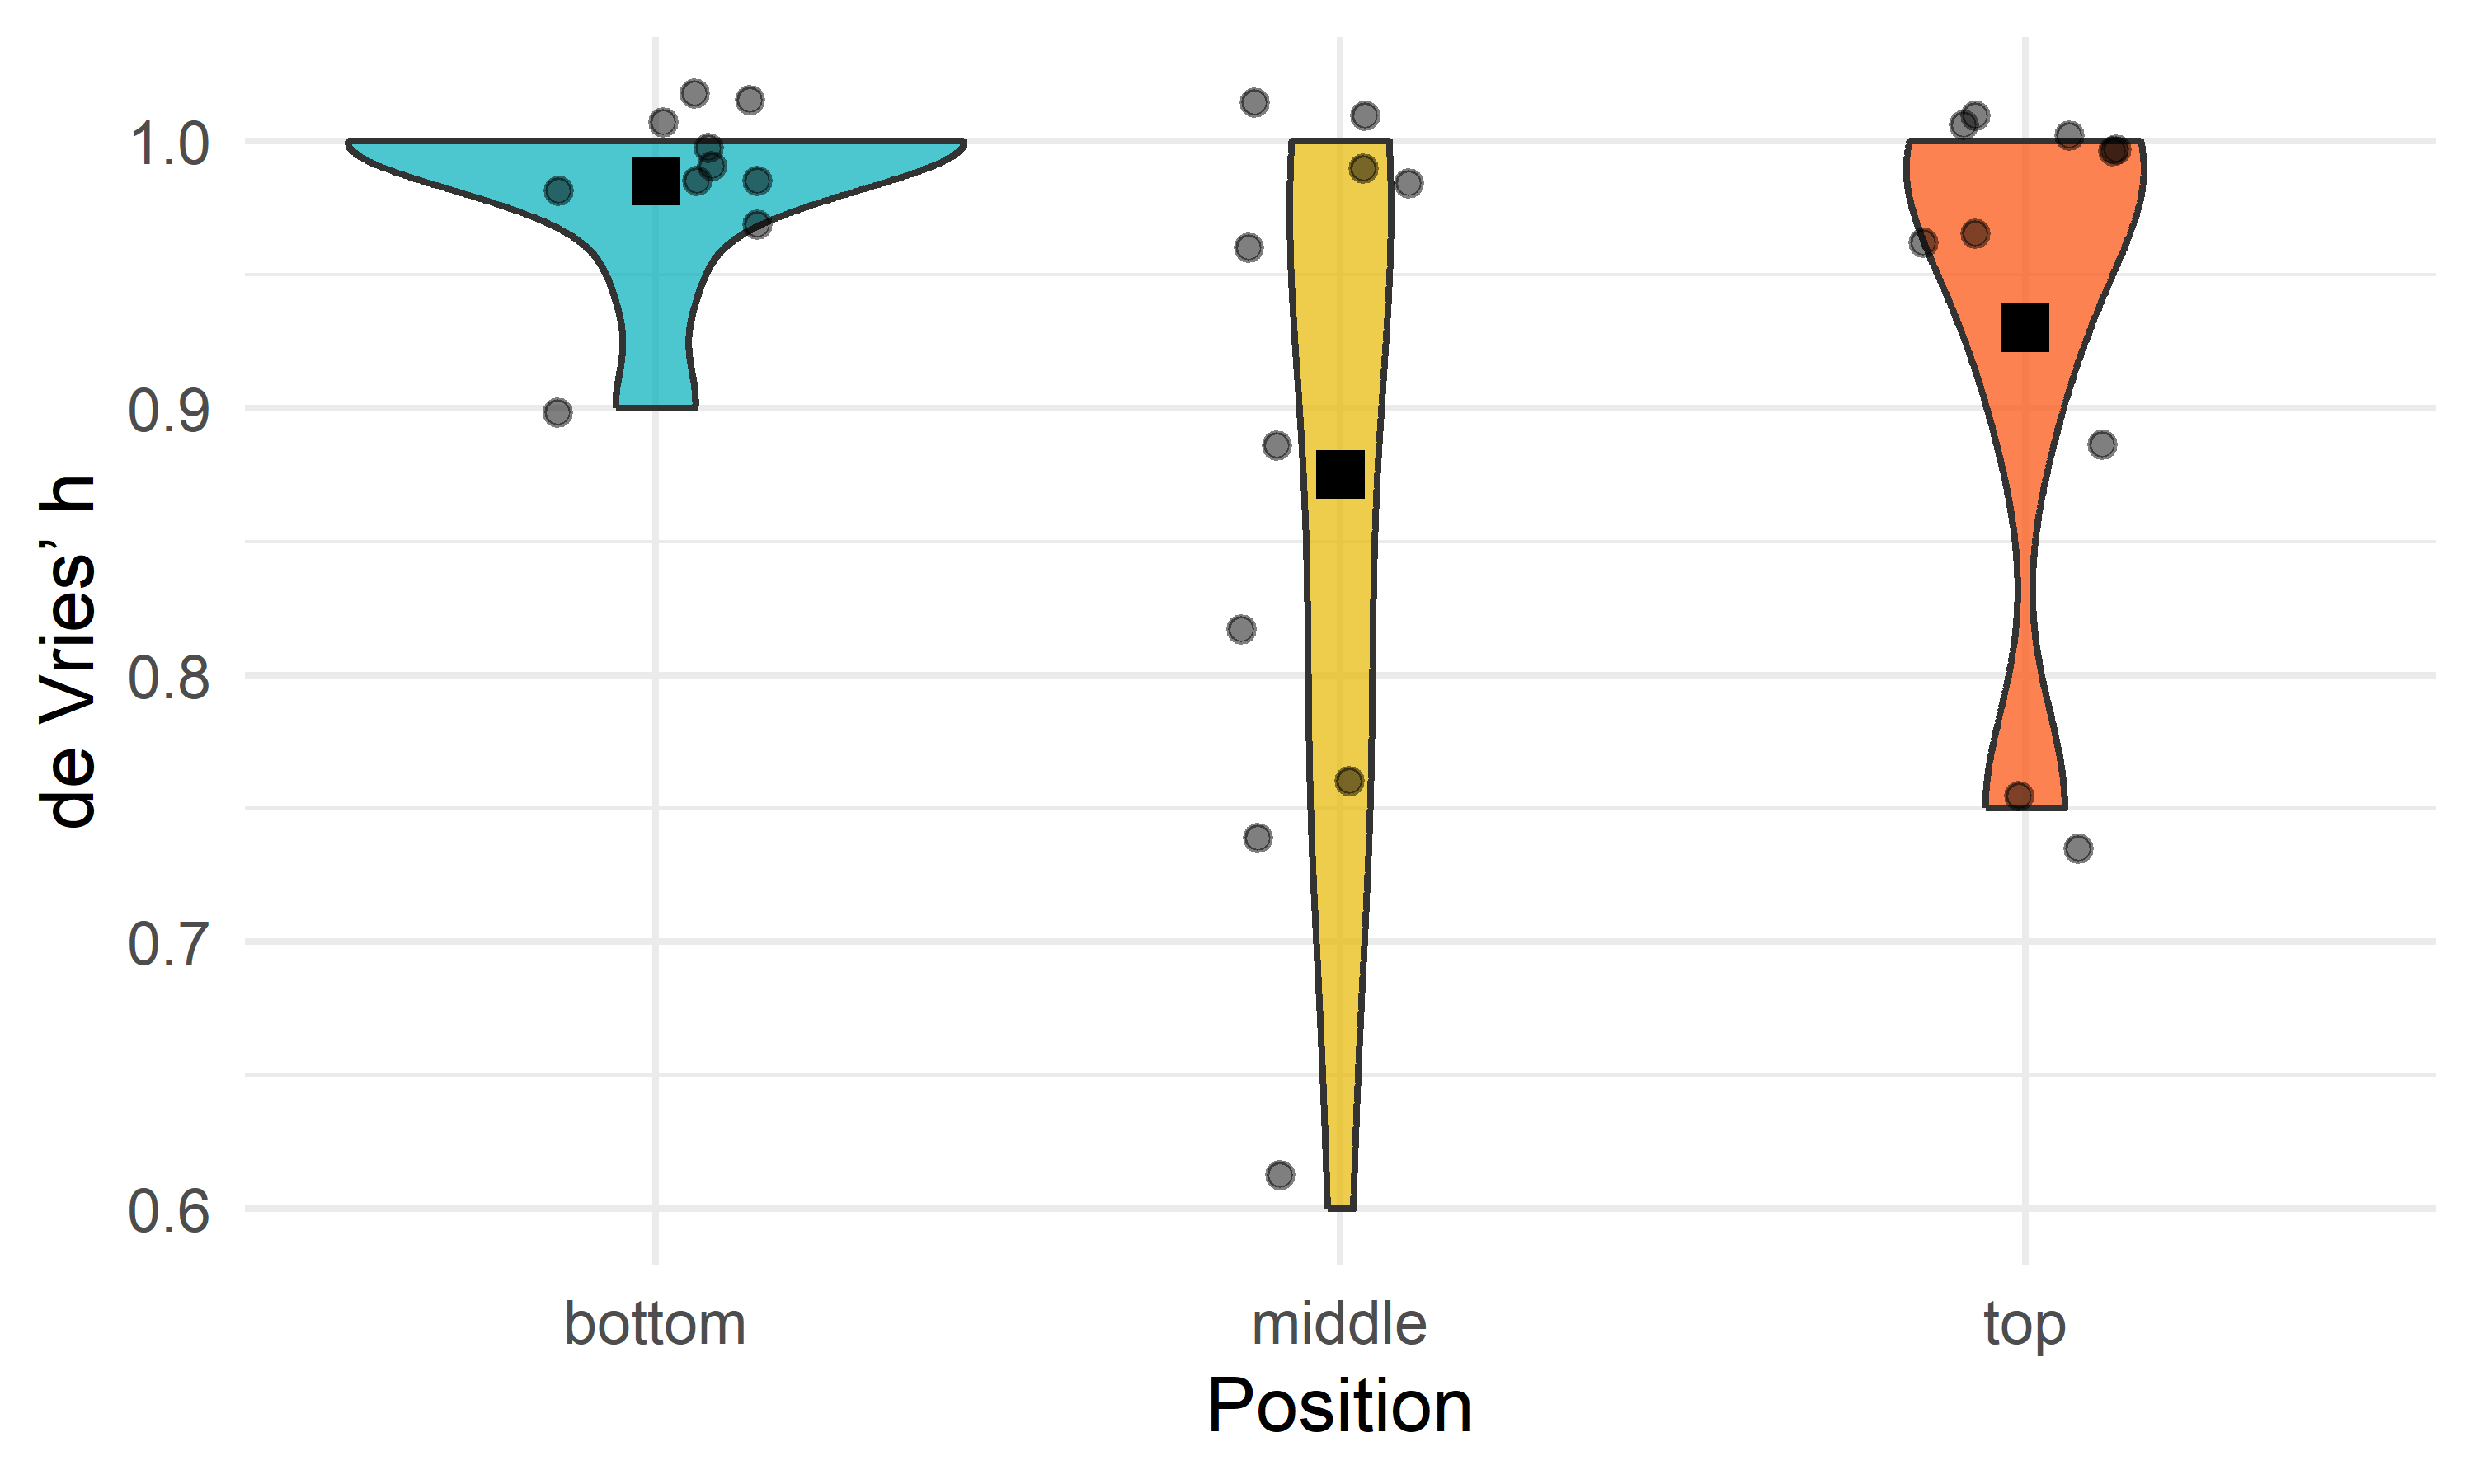 de Vries’ h
1.0
0.9
0.8
0.7
0.6
bottom middle top
Position